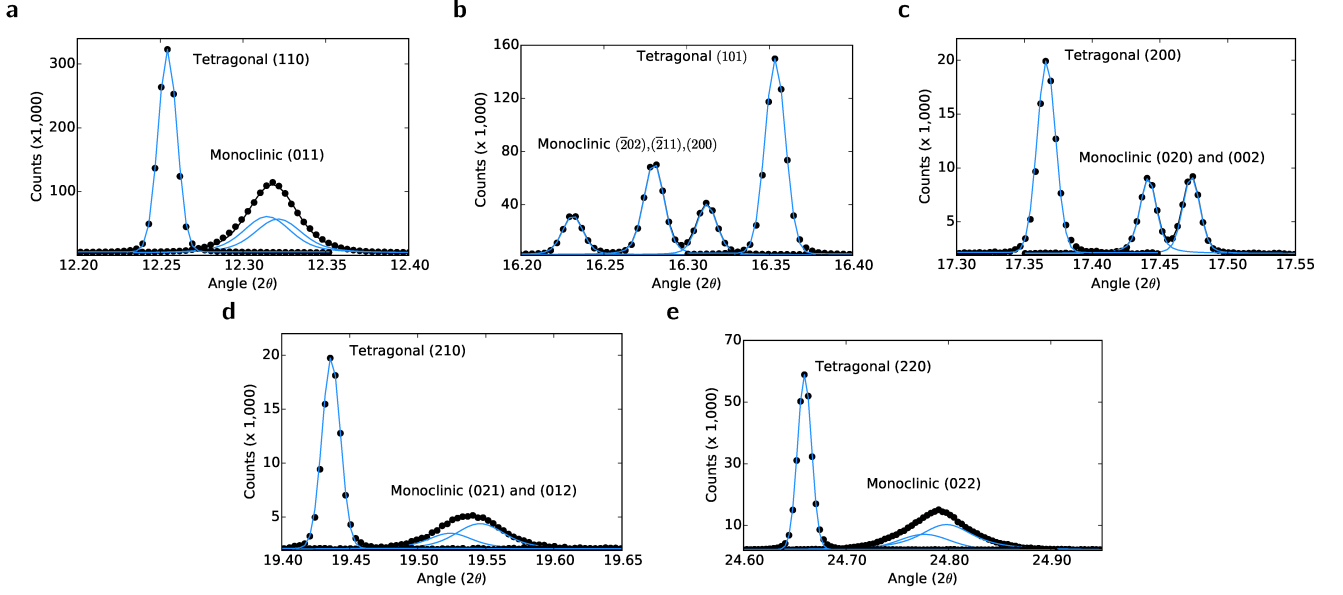 a
Tetragonal (110)
Monoclinic (011)
Counts (x1,000)
300
200
100
12.20
12.25
12.30
12.35
12.40
Angle (2θ)
b
Tetragonal (101)
Monoclinic (2̅02),(2̅11),(200)
Counts (x 1,000)
160
120
80
40
16.20
16.25
16.30
16.35
16.40
Angle (2θ)
c
Tetragonal (200)
Monoclinic (020) and (002)
Counts (x 1,000)
20
15
10
5
17.30
17.35
17.40
17.45
17.50
17.55
Angle (2θ)
d
Tetragonal (210)
Monoclinic (021) and (012)
Counts (x 1,000)
20
15
10
5
19.40
19.45
19.50
19.55
19.60
19.65
Angle (2θ)
e
Tetragonal (220)
Monoclinic (022)
Counts (x 1,000)
70
50
30
10
24.60
24.70
24.80
24.90
Angle (2θ)